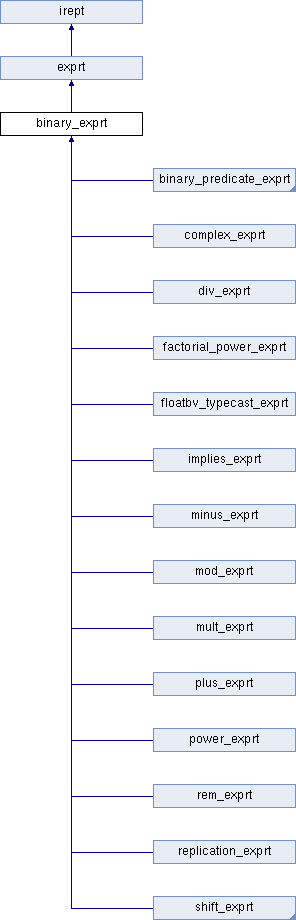 irept
exprt
binary_exprt
binary_predicate_exprt
complex_exprt
div_exprt
factorial_power_exprt
floatbv_typecast_exprt
implies_exprt
minus_exprt
mod_exprt
mult_exprt
plus_exprt
power_exprt
rem_exprt
replication_exprt
shift_exprt